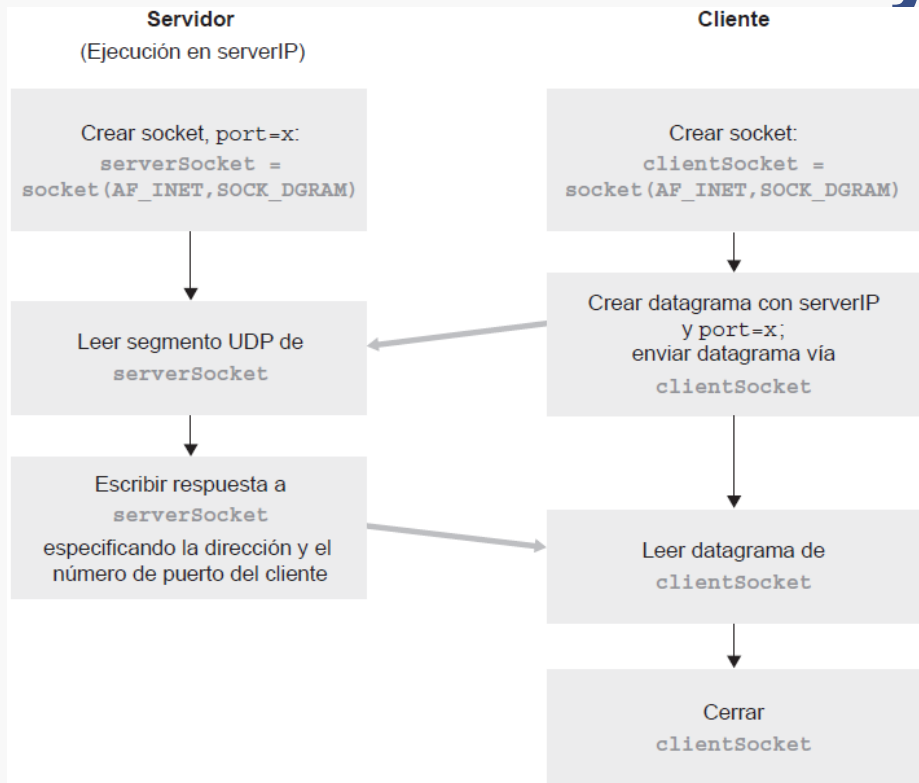 Servidor
(Ejecución en serverIP)
Crear socket, port=x:
serverSocket =
socket(AF_INET,SOCK_DGRAM)
Leer segmento UDP de
serverSocket
Escribir respuesta a
serverSocket
especificando la dirección y el
número de puerto del cliente
Cliente
Crear socket:
clientSocket =
socket(AF_INET,SOCK_DGRAM)
Crear datagrama con serverIP
y port=x;
enviar datagrama vía
clientSocket
Leer datagrama de
clientSocket
Cerrar
clientSocket